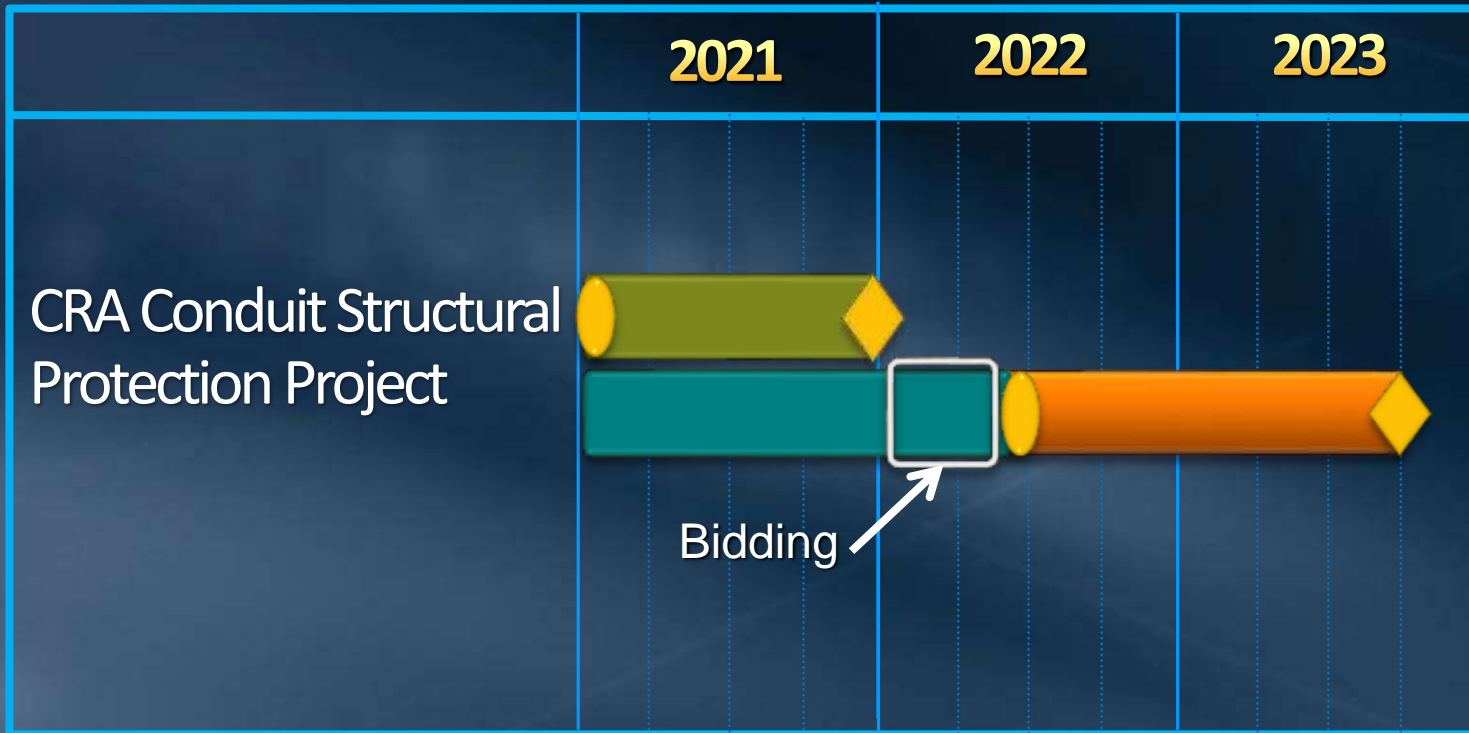 2021
2022
2023
CRA Conduit Structural
Protection Project
Bidding